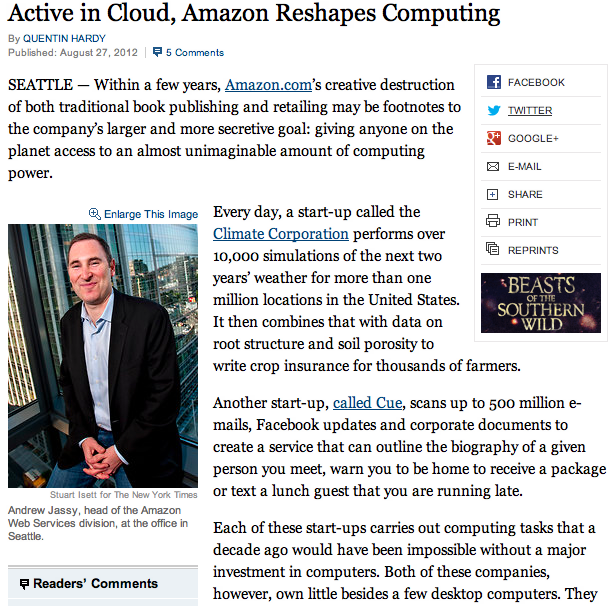 Active in Cloud, Amazon Reshapes Computing
By QUENTIN HARDY
Published: August 27, 2012
5 Comments
SEATTLE — Within a few years, Amazon.com’s creative destruction
of both traditional book publishing and retailing may be footnotes to
the company’s larger and more secretive goal: giving anyone on the
planet access to an almost unimaginable amount of computing
power.
FACEBOOK
TWITTER
GOOGLE+
E-MAIL
SHARE
PRINT
REPRINTS
BEASTS
OF THE
SOUTHERN
WILD
Enlarge This Image
Stuart Isett for The New York Times
Andrew Jassy, head of the Amazon
Web Services division, at the office in
Seattle.
Readers’ Comments
Every day, a start-up called the
Climate Corporation performs over
10,000 simulations of the next two
years’ weather for more than one
million locations in the United States.
It then combines that with data on
root structure and soil porosity to
write crop insurance for thousands of farmers.
Another start-up, called Cue, scans up to 500 million e-
mails, Facebook updates and corporate documents to
create a service that can outline the biography of a given
person you meet, warn you to be home to receive a package
or text a lunch guest that you are running late.
Each of these start-ups carries out computing tasks that a
decade ago would have been impossible without a major
investment in computers. Both of these companies,
however, own little besides a few desktop computers. They